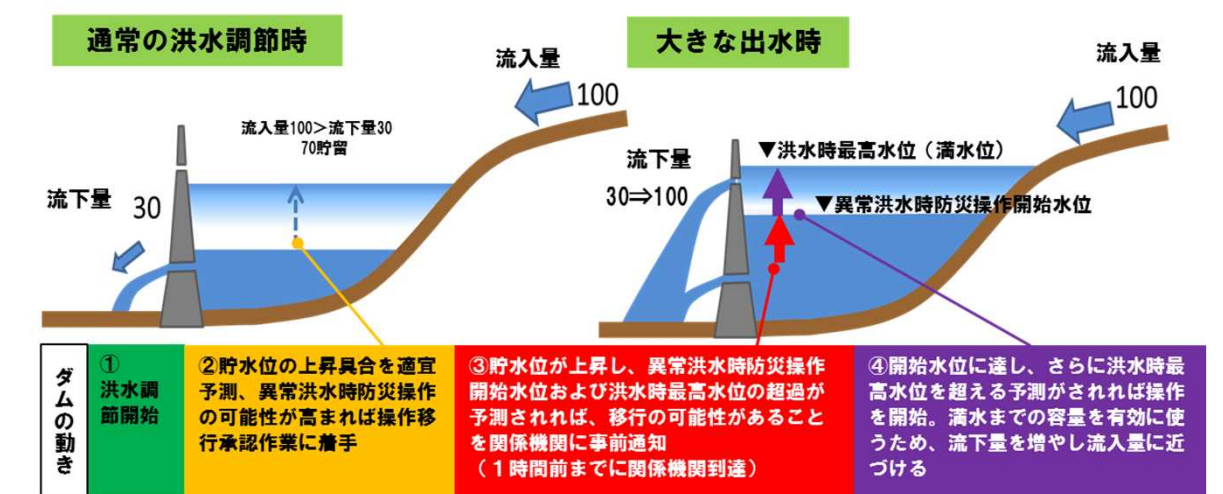 通常の洪水調節時
流入量
100
流入量100＞流下量30
70貯留
流下量
30
大きな出水時
流入量
100
▼洪水時最高水位（満水位）
流下量
30⇒100
▼異常洪水時防災操作開始水位
ダムの動き
①
洪水調
節開始
②貯水位の上昇具合を適宜
予測、異常洪水時防災操作
の可能性が高まれば操作移
行承認作業に着手
③貯水位が上昇し、異常洪水時防災操作
開始水位および洪水時最高水位の超過が
予測されれば、移行の可能性があること
を関係機関に事前通知
（１時間前までに関係機関到達）
④開始水位に達し、さらに洪水時最
高水位を超える予測がされれば操作
を開始。満水までの容量を有効に使
うため、流下量を増やし流入量に近
づける